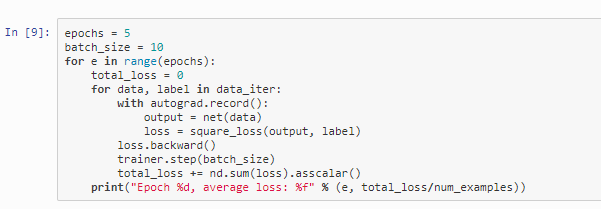 In [9]: epochs = 5
batch_size = 10
for e in range(epochs):
    total_loss = 0
    for data, label in data_iter:
        with autograd.record():
            output = net(data)
            loss = square_loss(output, label)
        loss.backward()
        trainer.step(batch_size)
        total_loss += nd.sum(loss).asscalar()
    print("Epoch %d, average loss: %f" % (e, total_loss/num_examples))